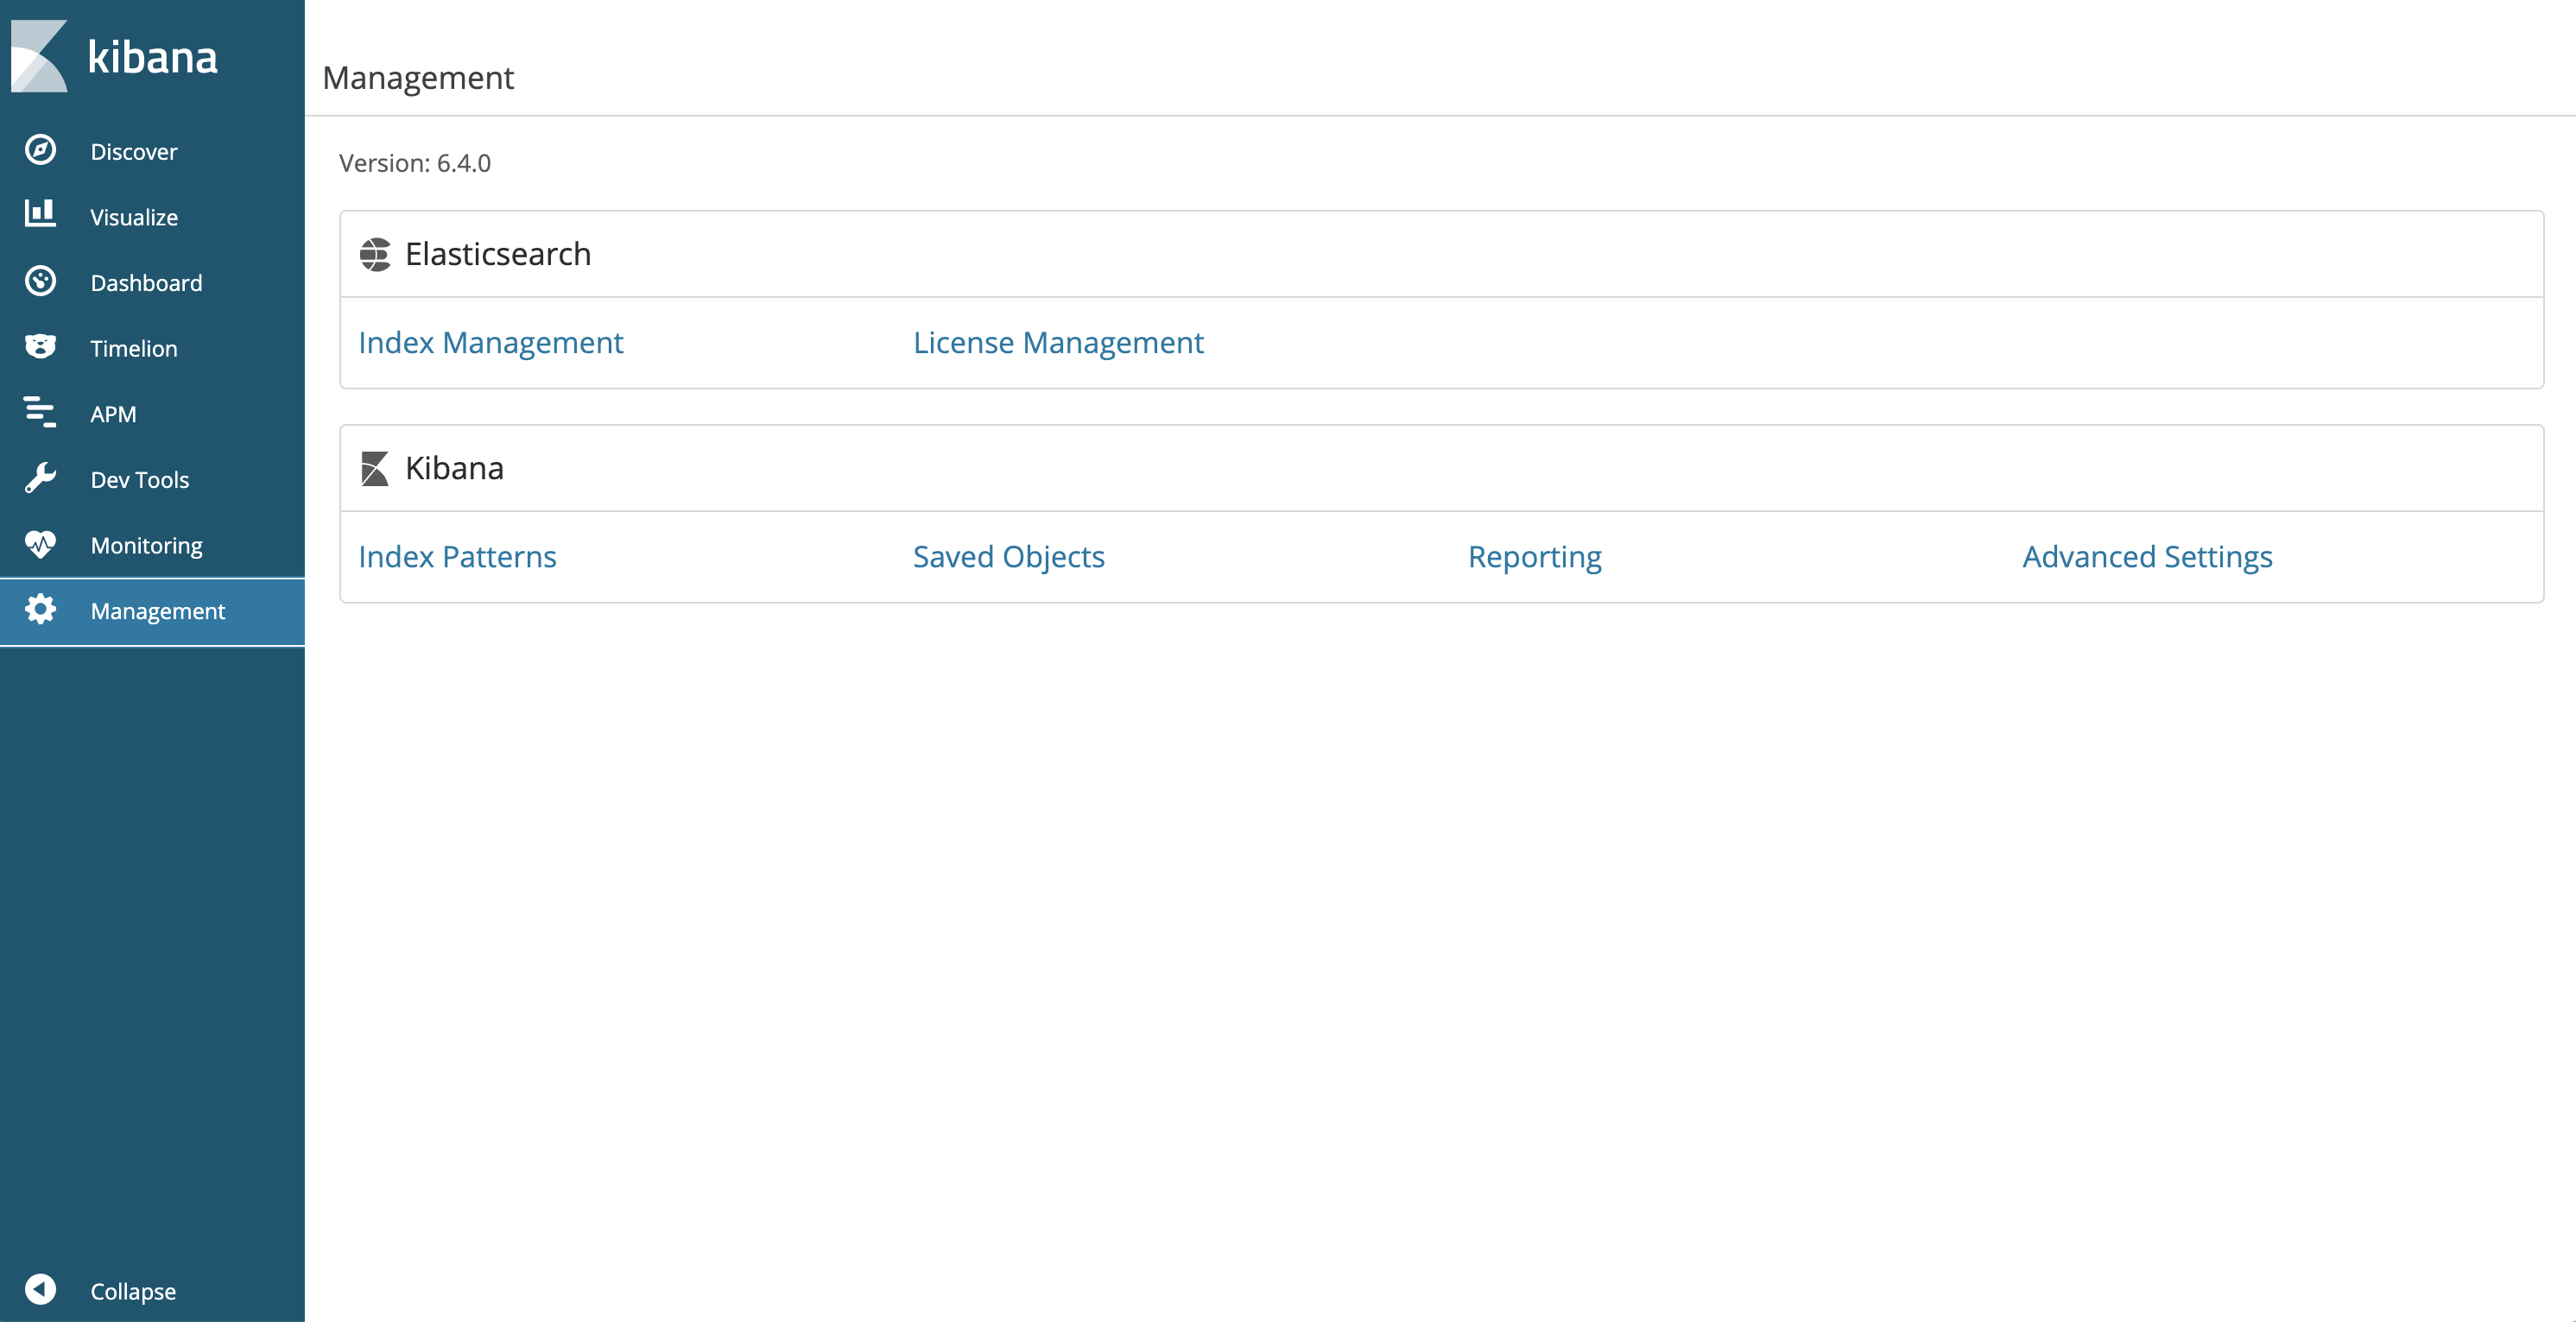 kibana
Discover
Visualize
Dashboard
Timelion
APM
Dev Tools
Monitoring
Management
Collapse
Management
Version: 6.4.0
Elasticsearch
Index Management License Management
Kibana
Index Patterns Saved Objects Reporting Advanced Settings